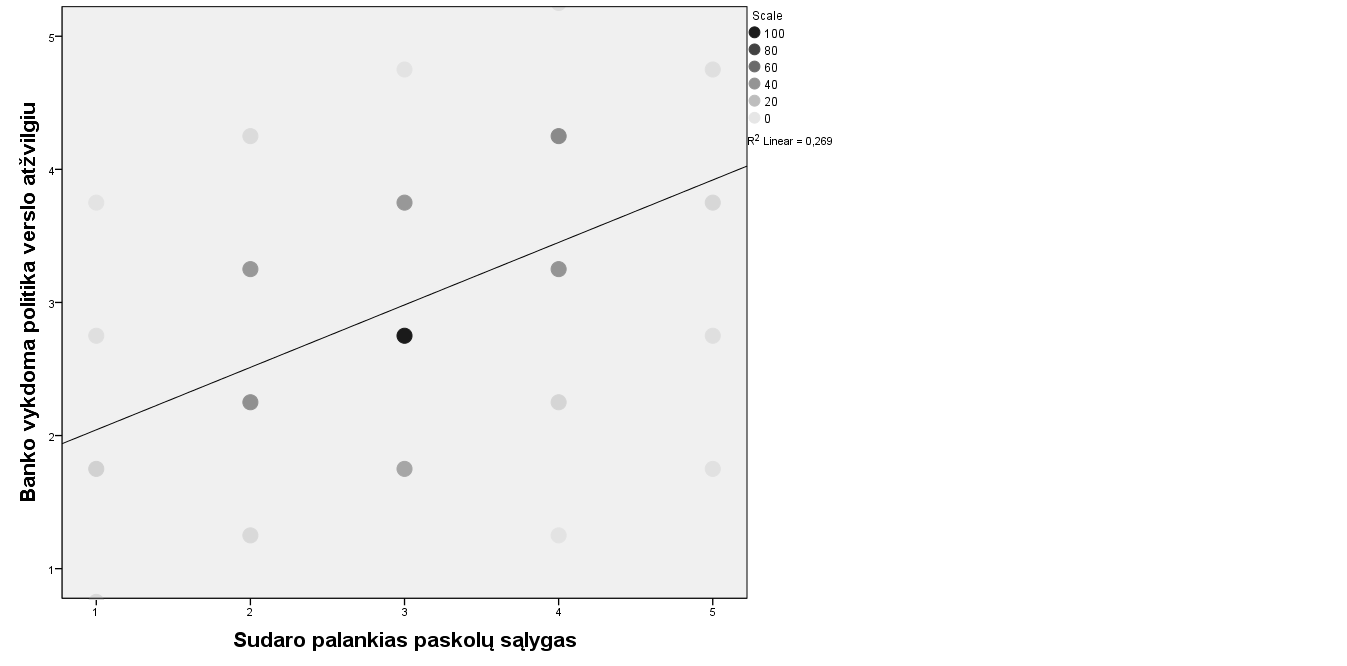 Scale
100
80
60
40
20
0
R2 Linear = 0,269
Banko vykdoma politika verslo atžvilgiu
5
4
3
2
1
1 2 3 4 5
Sudaro palankias paskolų sąlygas